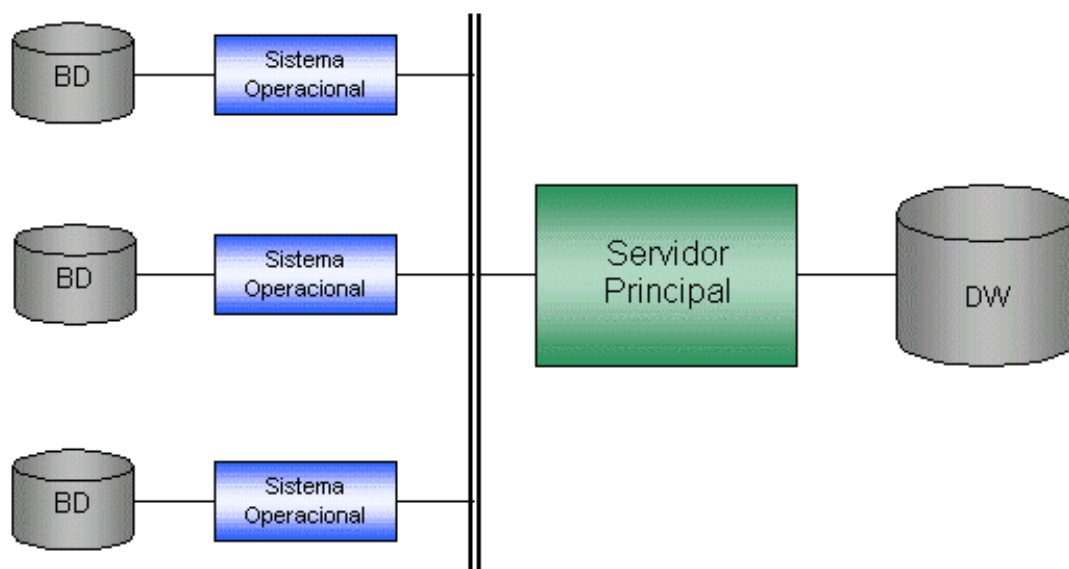 BD
Sistema
Operacional
BD
Sistema
Operacional
Servidor
Principal
DW
BD
Sistema
Operacional